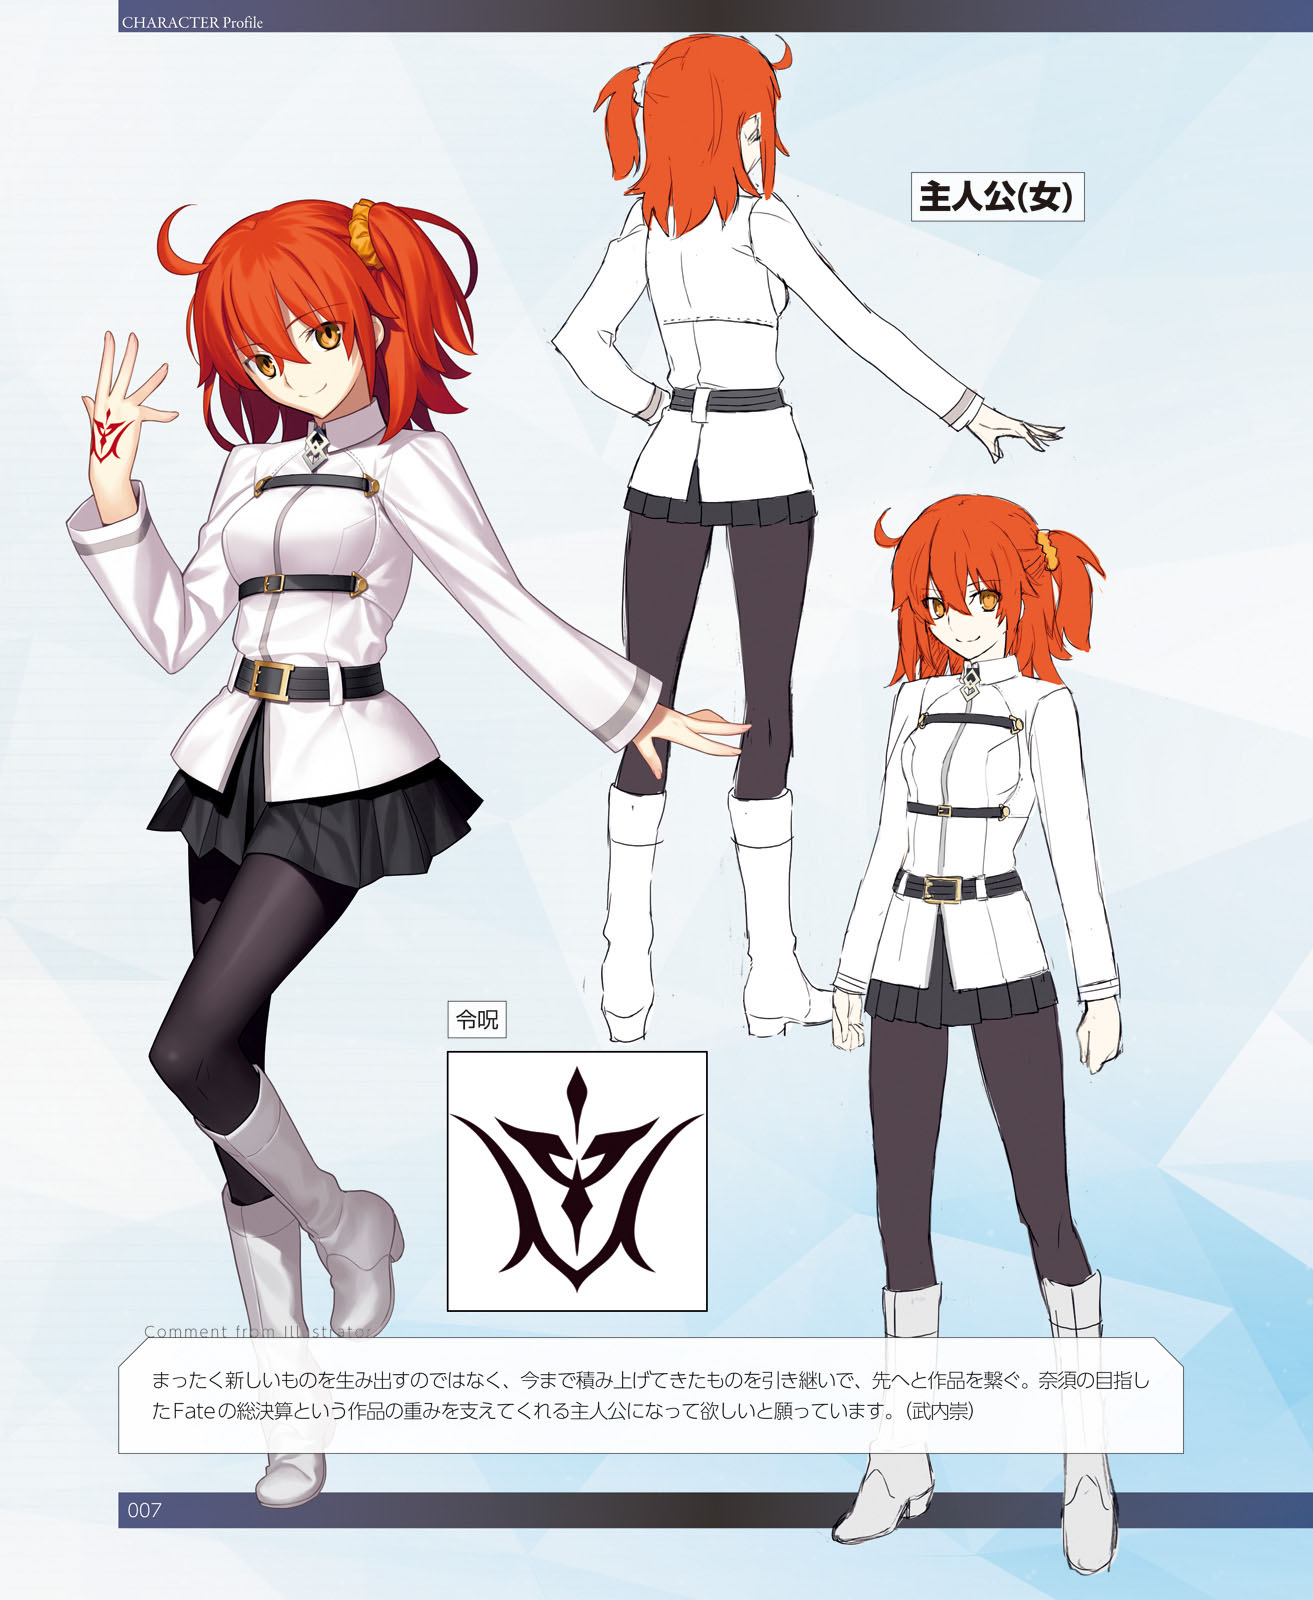 CHARACTER Profile
主人公(女)
令呪
Comment from Illustrator
まったく新しいものを生み出すのではなく、今まで積み上げてきたものを引き継いで、先へと作品を繋ぐ。奈須の目指し
たFateの総決算という作品の重みを支えてくれる主人公になって欲しいと願っています。（武内崇）
007